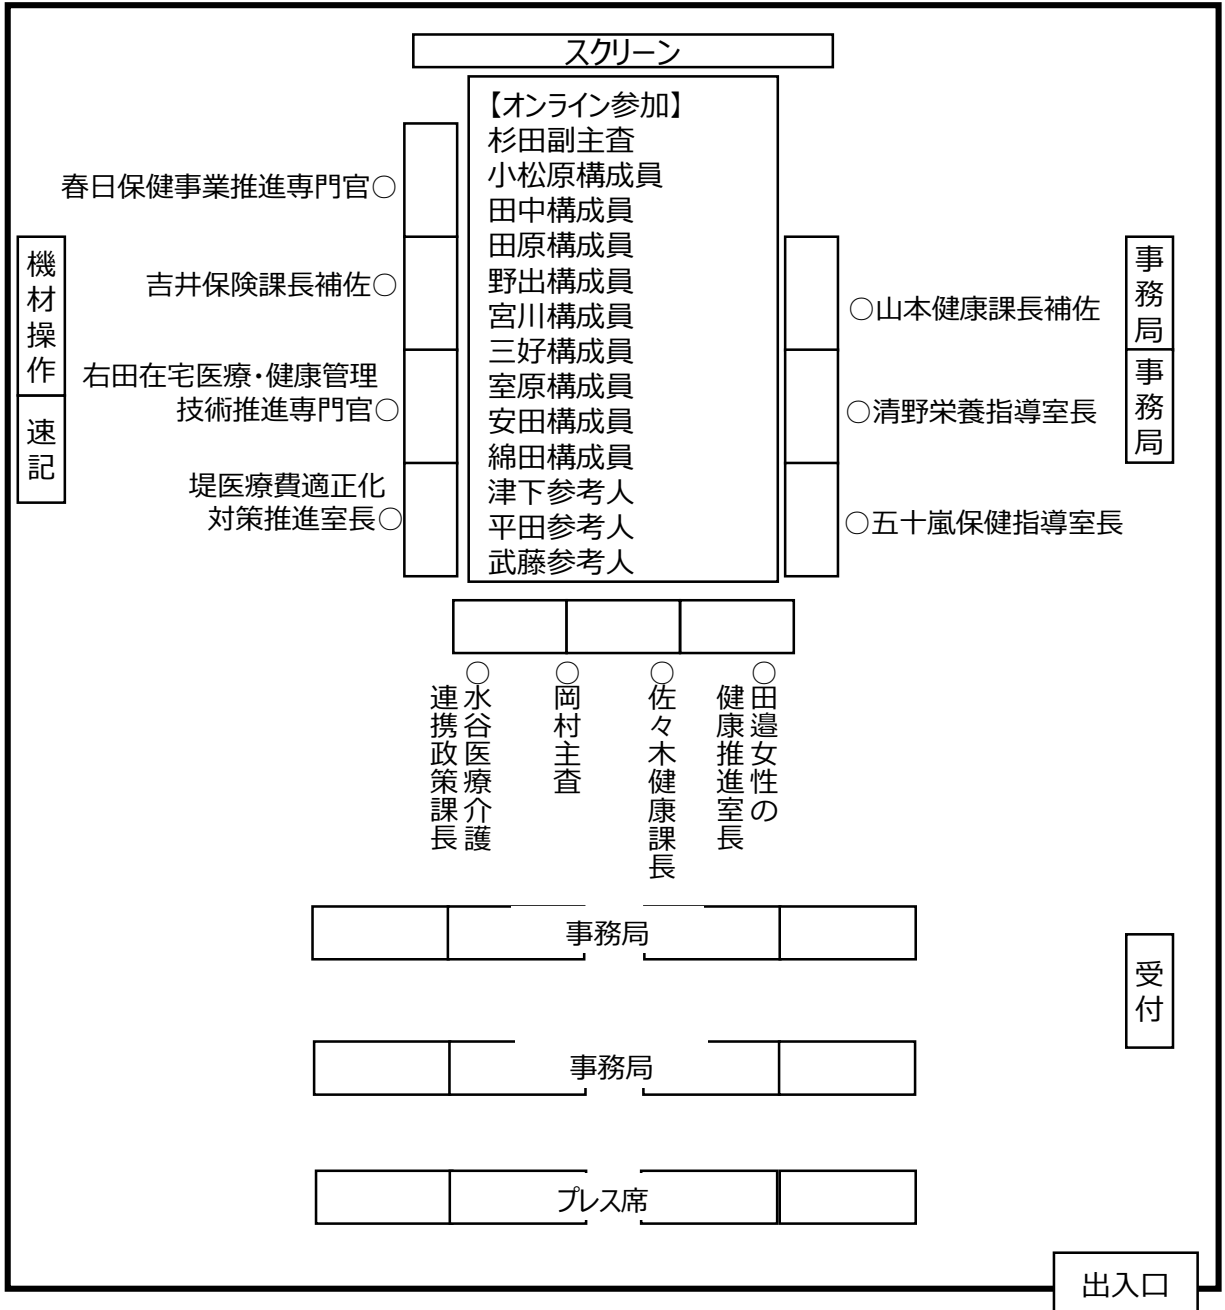 スクリーン
【オンライン参加】
杉田副主査
小松原構成員
田中構成員
田原構成員
野出構成員
宮川構成員
三好構成員
室原構成員
安田構成員
綿田構成員
津下参考人
平田参考人
武藤参考人
春日保健事業推進専門官○
吉井保険課長補佐○
右田在宅医療・健康管理
技術推進専門官○
堤医療費適正化
対策推進室長○
機材操作
速記
○山本健康課長補佐
○清野栄養指導室長
○五十嵐保健指導室長
事務局
事務局
○水谷医療介護
連携政策課長
○岡村主査
○佐々木健康課長
○田邉女性の
健康推進室長
事務局
受付
事務局
プレス席
出入口